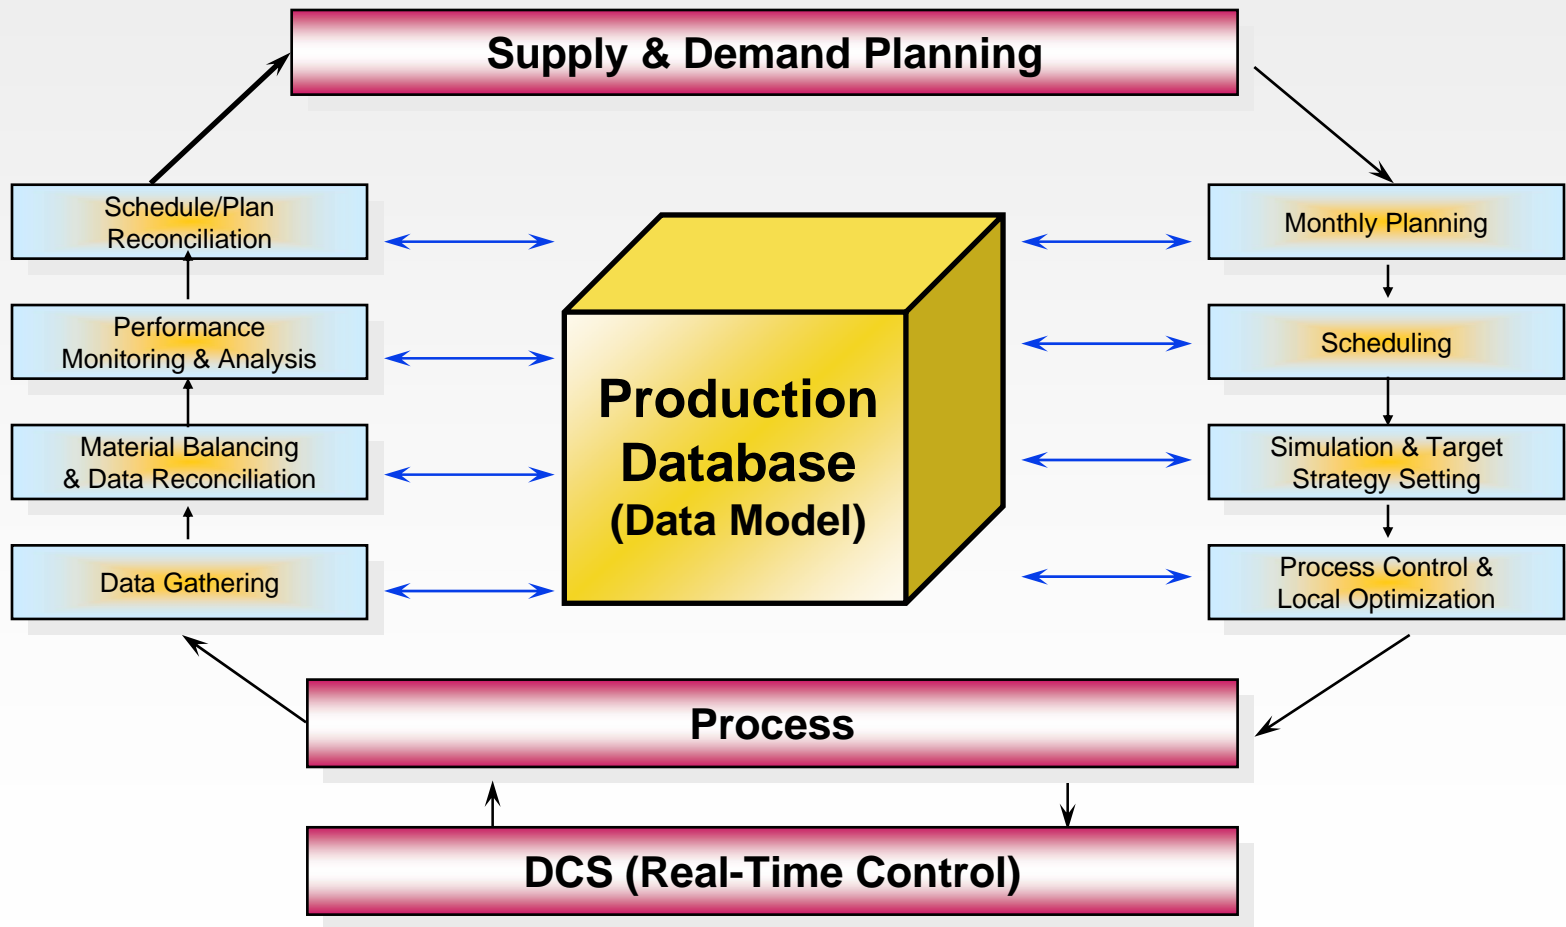 Supply & Demand Planning
Schedule/Plan
Reconciliation
Performance
Monitoring & Analysis
Material Balancing
& Data Reconciliation
Data Gathering
Production
Database
(Data Model)
Monthly Planning
Scheduling
Simulation & Target
Strategy Setting
Process Control &
Local Optimization
Process
DCS (Real-Time Control)